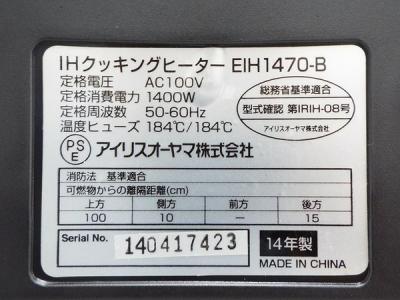 IHクッキングヒーター EIH1470-B
定格電圧 AC100V
定格消費電力 1400W
定格周波数 50-60Hz
温度ヒューズ 184℃/184℃
総務省基準適合
型式確認 第IRIH-08号
アイリスオーヤマ株式会社
PS
E
アイリスオーヤマ株式会社
消防法 基準適合
可燃物からの離隔距離(cm)
上方 側方 前方 後方
100 10 － 15
Serial No. 140417423
14年製
MADE IN CHINA